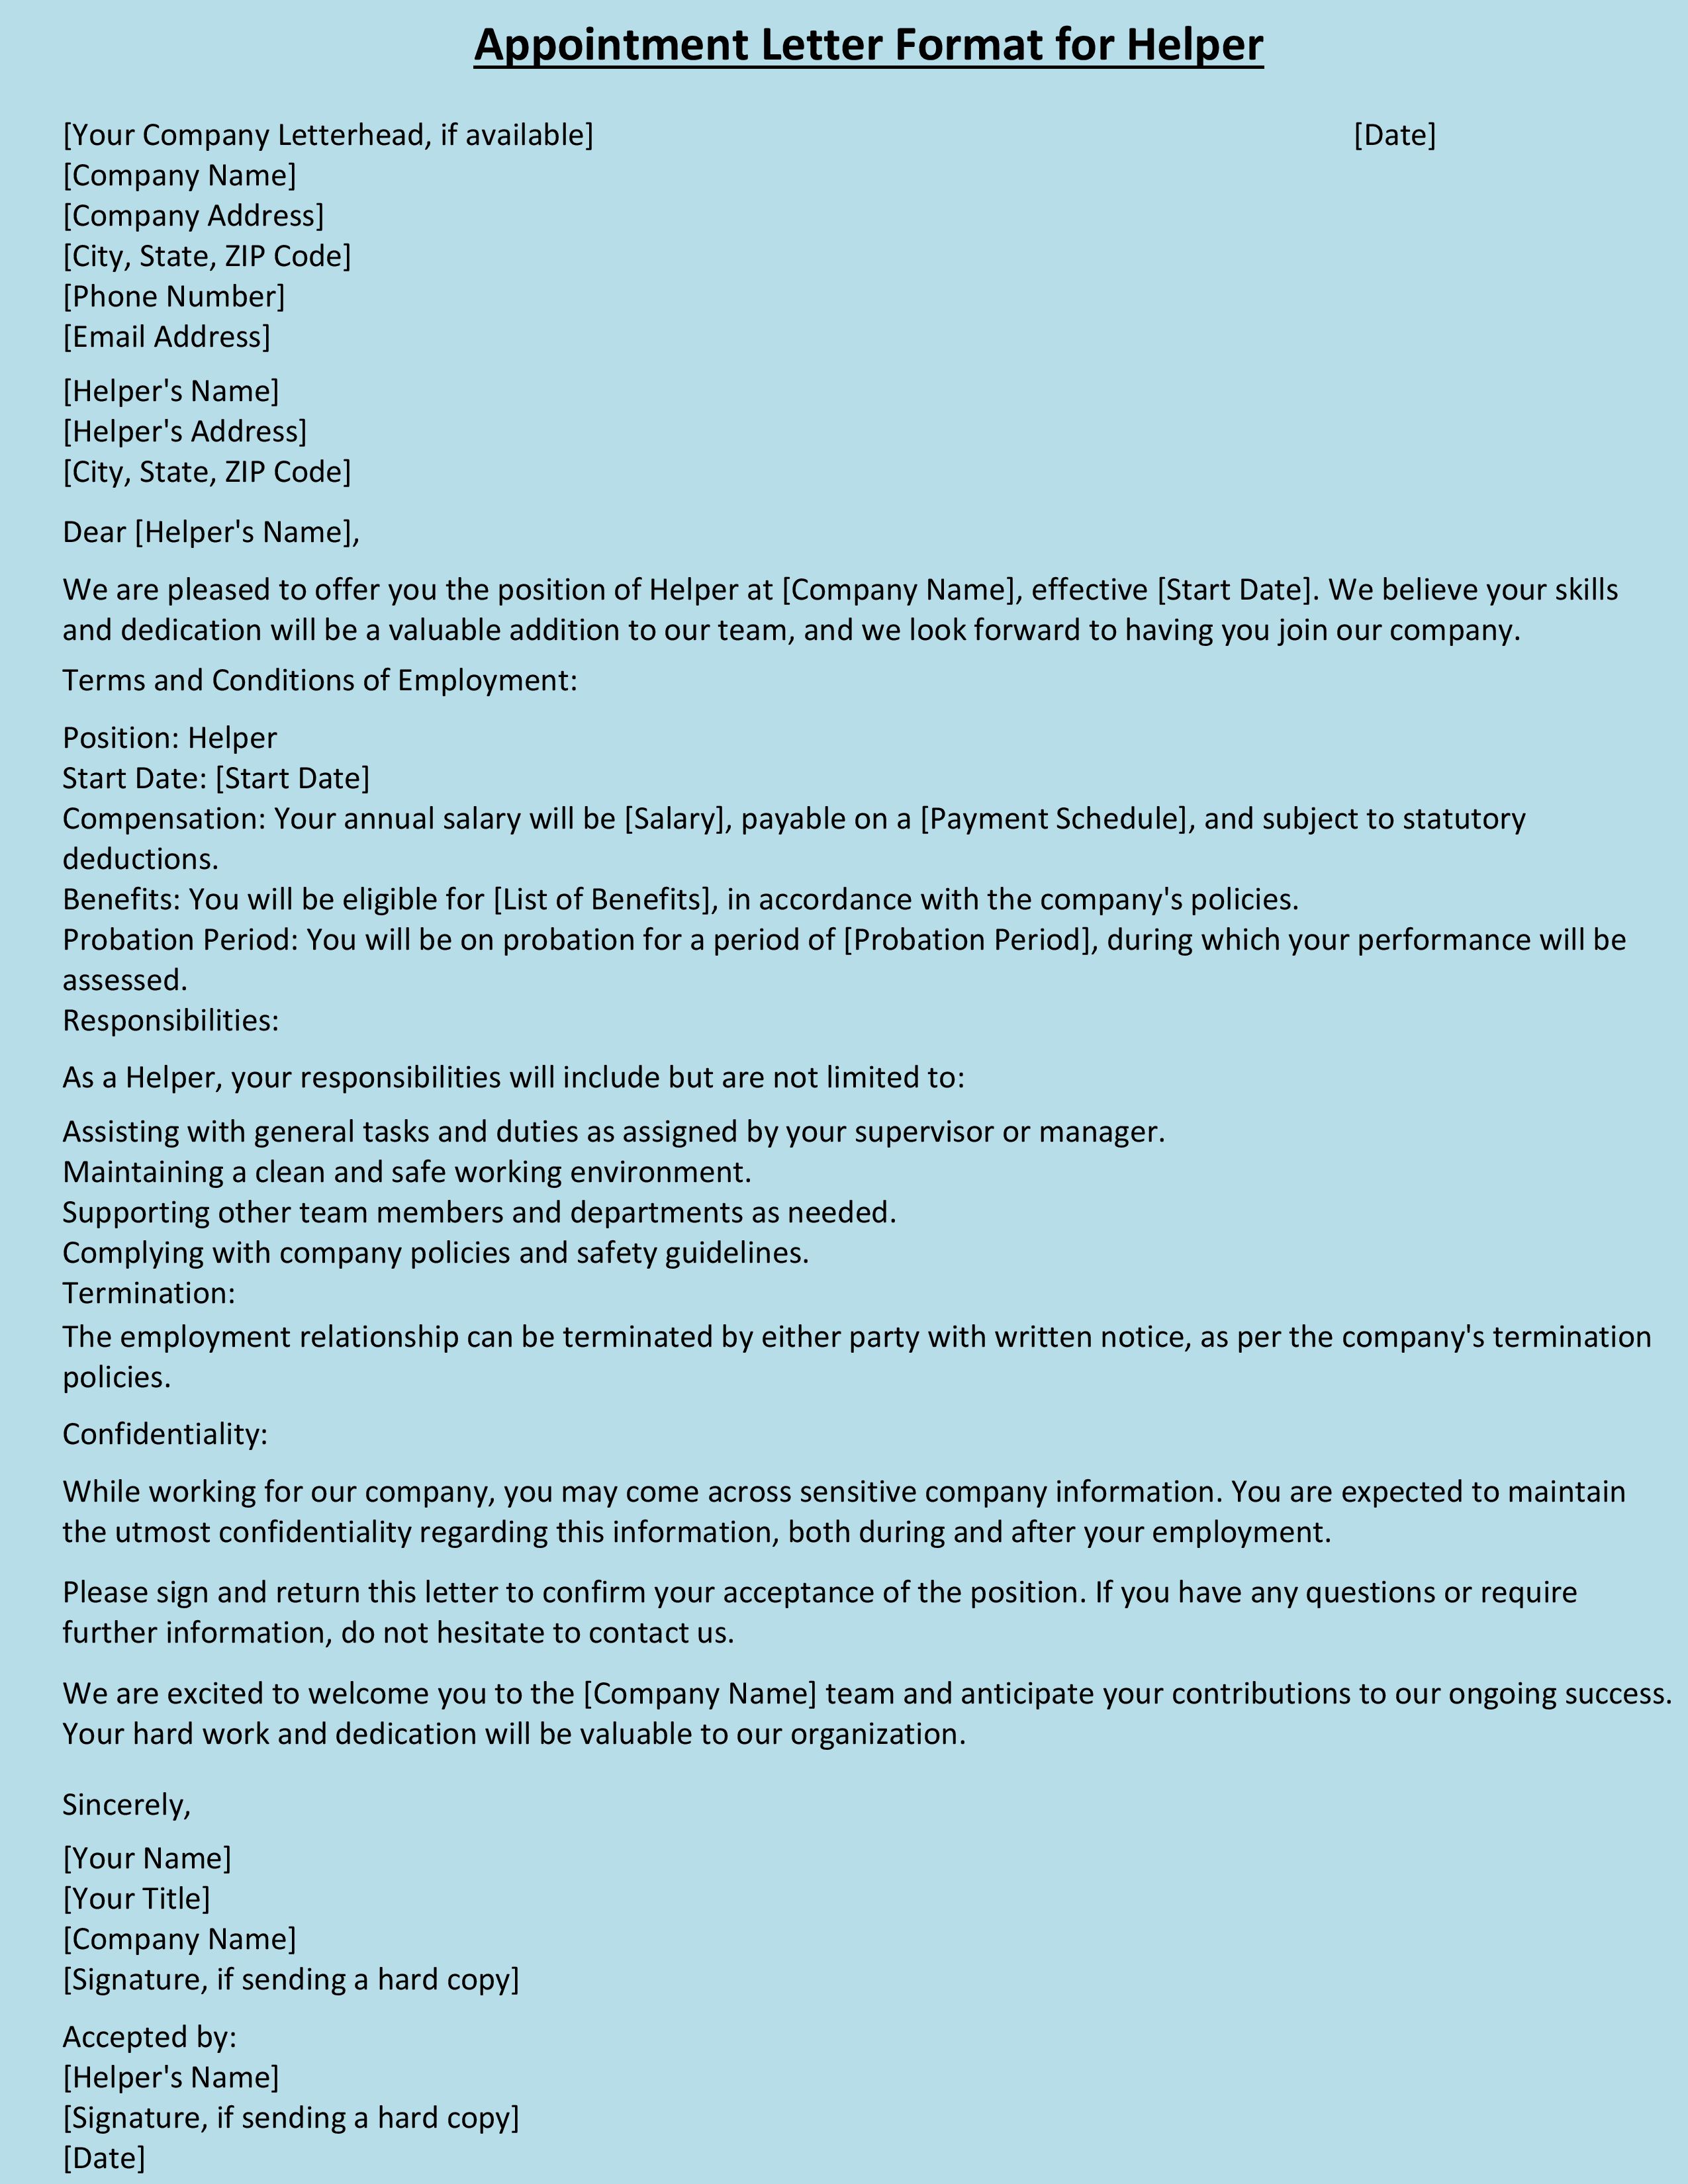 Appointment Letter Format for Helper
[Your Company Letterhead, if available] [Date]
[Company Name]
[Company Address]
[City, State, ZIP Code]
[Phone Number]
[Email Address]
[Helper's Name]
[Helper's Address]
[City, State, ZIP Code]
Dear [Helper's Name],
We are pleased to offer you the position of Helper at [Company Name], effective [Start Date]. We believe your skills
and dedication will be a valuable addition to our team, and we look forward to having you join our company.
Terms and Conditions of Employment:
Position: Helper
Start Date: [Start Date]
Compensation: Your annual salary will be [Salary], payable on a [Payment Schedule], and subject to statutory
deductions.
Benefits: You will be eligible for [List of Benefits], in accordance with the company's policies.
Probation Period: You will be on probation for a period of [Probation Period], during which your performance will be
assessed.
Responsibilities:
As a Helper, your responsibilities will include but are not limited to:
Assisting with general tasks and duties as assigned by your supervisor or manager.
Maintaining a clean and safe working environment.
Supporting other team members and departments as needed.
Complying with company policies and safety guidelines.
Termination:
The employment relationship can be terminated by either party with written notice, as per the company's termination
policies.
Confidentiality:
While working for our company, you may come across sensitive company information. You are expected to maintain
the utmost confidentiality regarding this information, both during and after your employment.
Please sign and return this letter to confirm your acceptance of the position. If you have any questions or require
further information, do not hesitate to contact us.
We are excited to welcome you to the [Company Name] team and anticipate your contributions to our ongoing success.
Your hard work and dedication will be valuable to our organization.
Sincerely,
[Your Name]
[Your Title]
[Company Name]
[Signature, if sending a hard copy]
Accepted by:
[Helper's Name]
[Signature, if sending a hard copy]
[Date]